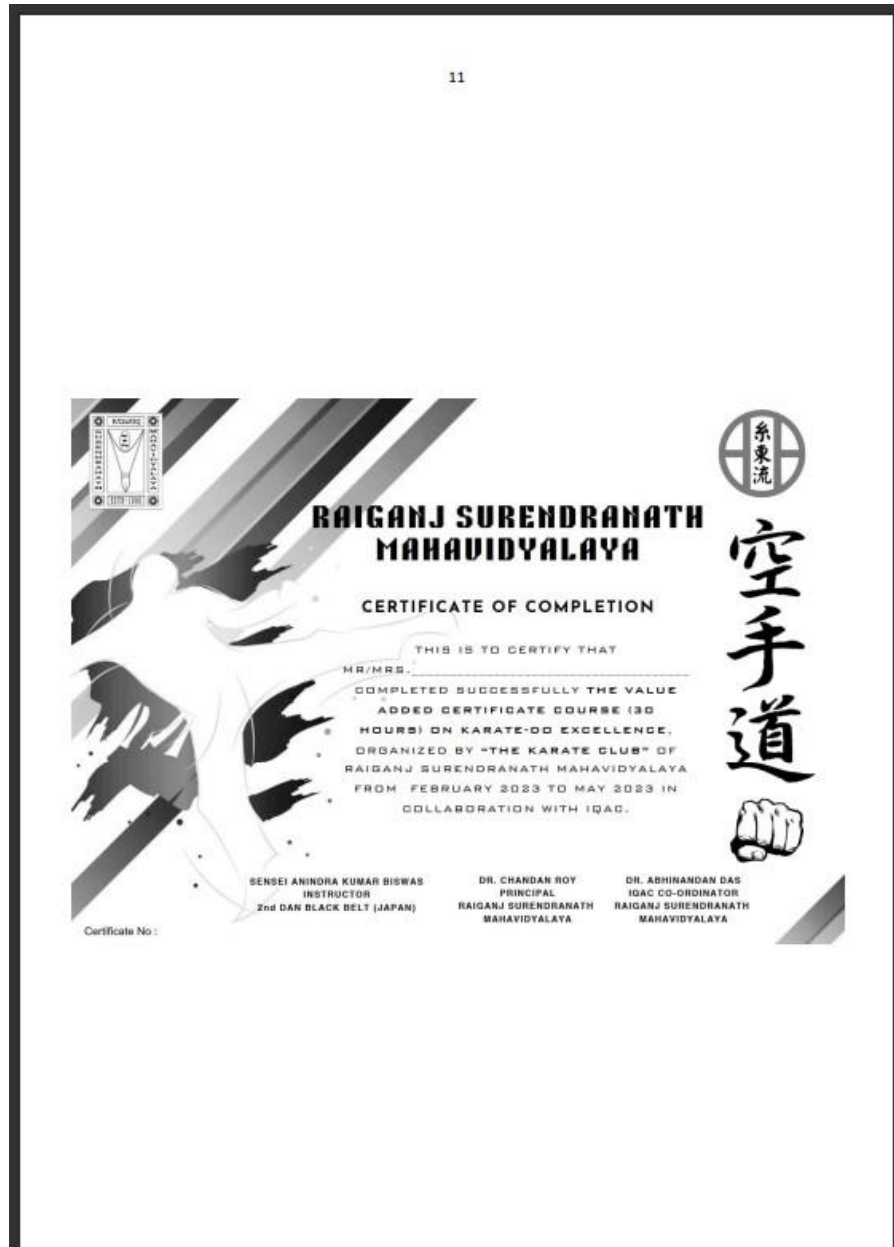 11
糸東流
RAIGANJ SURENDRANATH
MAHAVIDYALAYA
CERTIFICATE OF COMPLETION
THIS IS TO CERTIFY THAT
MR/MRS.
COMPLETED SUCCESSFULLY THE VALUE
ADDED CERTIFICATE COURSE (30
HOURS) ON KARATE-DO EXCELLENCE,
ORGANIZED BY “THE KARATE CLUB” OF
RAIGANJ SURENDRANATH MAHAVIDYALAYA
FROM FEBRUARY 2023 TO MAY 2023 IN
COLLABORATION WITH IQAC.
空手道
SENSEI ANINDRA KUMAR BISWAS
INSTRUCTOR
2nd DAN BLACK BELT (JAPAN)
DR. CHANDAN ROY
PRINCIPAL
RAIGANJ SURENDRANATH
MAHAVIDYALAYA
DR. ABHINANDAN DAS
IQAC CO-ORDINATOR
RAIGANJ SURENDRANATH
MAHAVIDYALAYA
Certificate No :